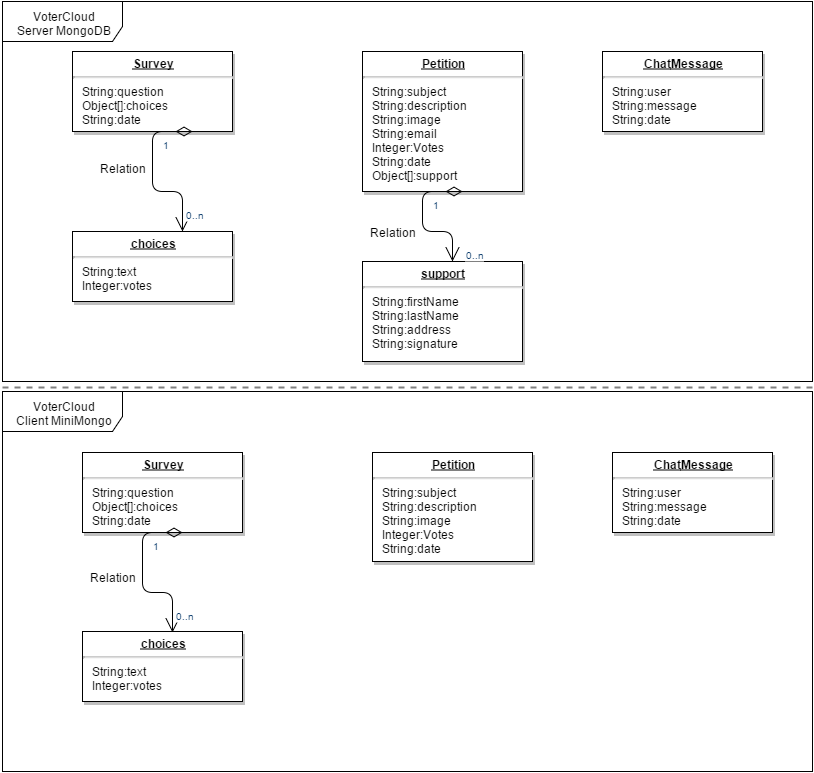 VoterCloud
Server MongoDB
Survey
String:question
Object[]:choices
String:date
1
Relation
0..n
choices
String:text
Integer:votes
Petition
String:subject
String:description
String:image
String:email
Integer:Votes
String:date
Object[]:support
1
Relation
0..n
support
String:firstName
String:lastName
String:address
String:signature
ChatMessage
String:user
String:message
String:date
VoterCloud
Client MiniMongo
Survey
String:question
Object[]:choices
String:date
1
Relation
0..n
choices
String:text
Integer:votes
Petition
String:subject
String:description
String:image
Integer:Votes
String:date
ChatMessage
String:user
String:message
String:date